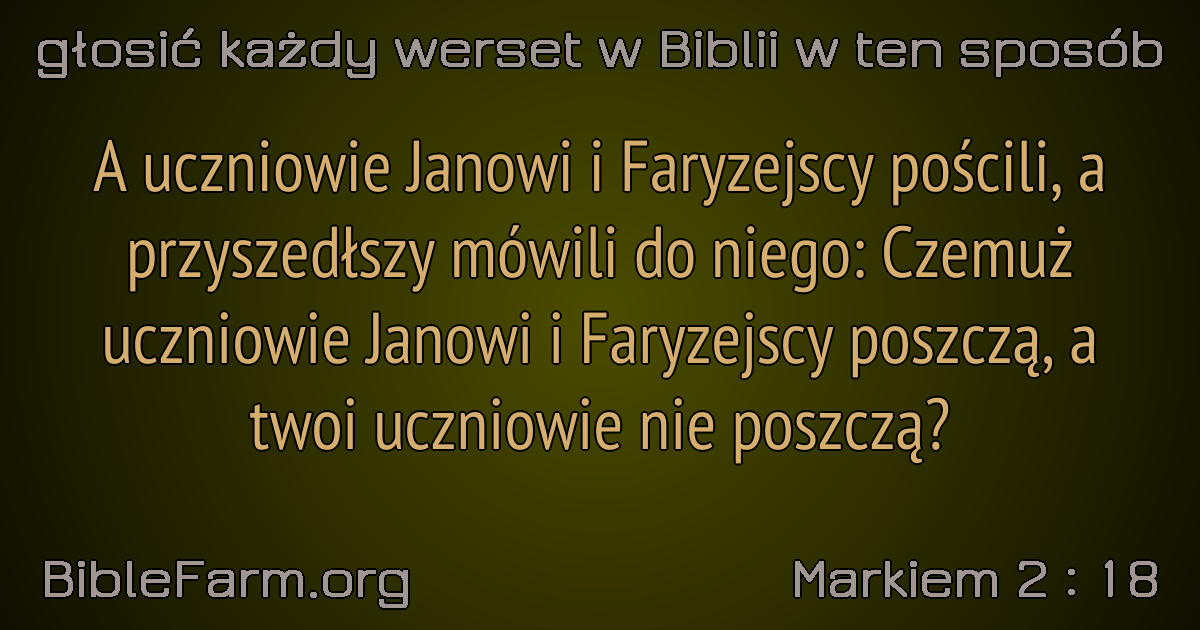 głosić każdy werset w Biblii w ten sposób
A uczniowie Janowi i Faryzejscy pościli, a
przyszedłszy mówili do niego: Czemuż
uczniowie Janowi i Faryzejscy poszczą, a
twoi uczniowie nie poszczą?
BibleFarm.org
Markiem 2 : 18